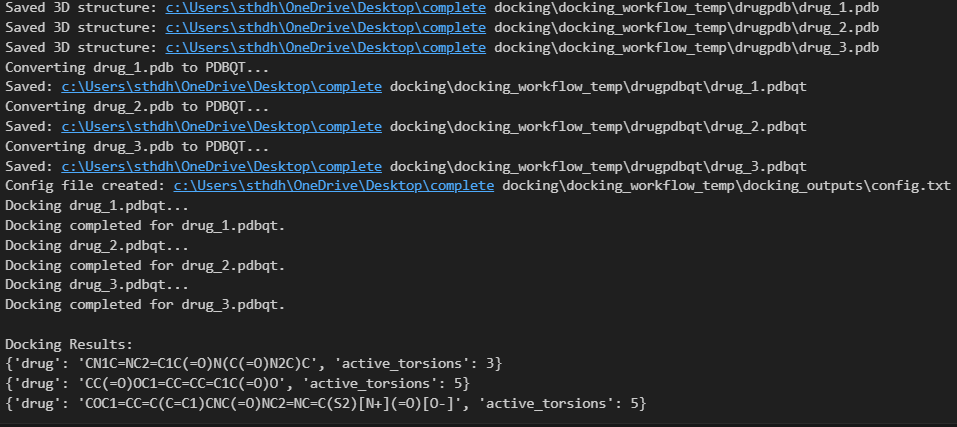 Saved 3D structure: c:\Users\sthdh\OneDrive\Desktop\complete docking\docking_workflow_temp\drugpdb\drug_1.pdb
Saved 3D structure: c:\Users\sthdh\OneDrive\Desktop\complete docking\docking_workflow_temp\drugpdb\drug_2.pdb
Saved 3D structure: c:\Users\sthdh\OneDrive\Desktop\complete docking\docking_workflow_temp\drugpdb\drug_3.pdb
Converting drug_1.pdb to PDBQT...
Saved: c:\Users\sthdh\OneDrive\Desktop\complete docking\docking_workflow_temp\drugpdbqt\drug_1.pdbqt
Converting drug_2.pdb to PDBQT...
Saved: c:\Users\sthdh\OneDrive\Desktop\complete docking\docking_workflow_temp\drugpdbqt\drug_2.pdbqt
Converting drug_3.pdb to PDBQT...
Saved: c:\Users\sthdh\OneDrive\Desktop\complete docking\docking_workflow_temp\drugpdbqt\drug_3.pdbqt
Config file created: c:\Users\sthdh\OneDrive\Desktop\complete docking\docking_workflow_temp\docking_outputs\config.txt
Docking drug_1.pdbqt...
Docking completed for drug_1.pdbqt.
Docking drug_2.pdbqt...
Docking completed for drug_2.pdbqt.
Docking drug_3.pdbqt...
Docking completed for drug_3.pdbqt.
Docking Results:
{'drug': 'CN1C=NC2=C1C(=O)N(C(=O)N2C)C', 'active_torsions': 3}
{'drug': 'CC(=O)OC1=CC=CC=C1C(=O)O', 'active_torsions': 5}
{'drug': 'COC1=CC=C(C=C1)CNC(=O)NC2=NC=C(S2)[N+](=O)[O-]', 'active_torsions': 5}